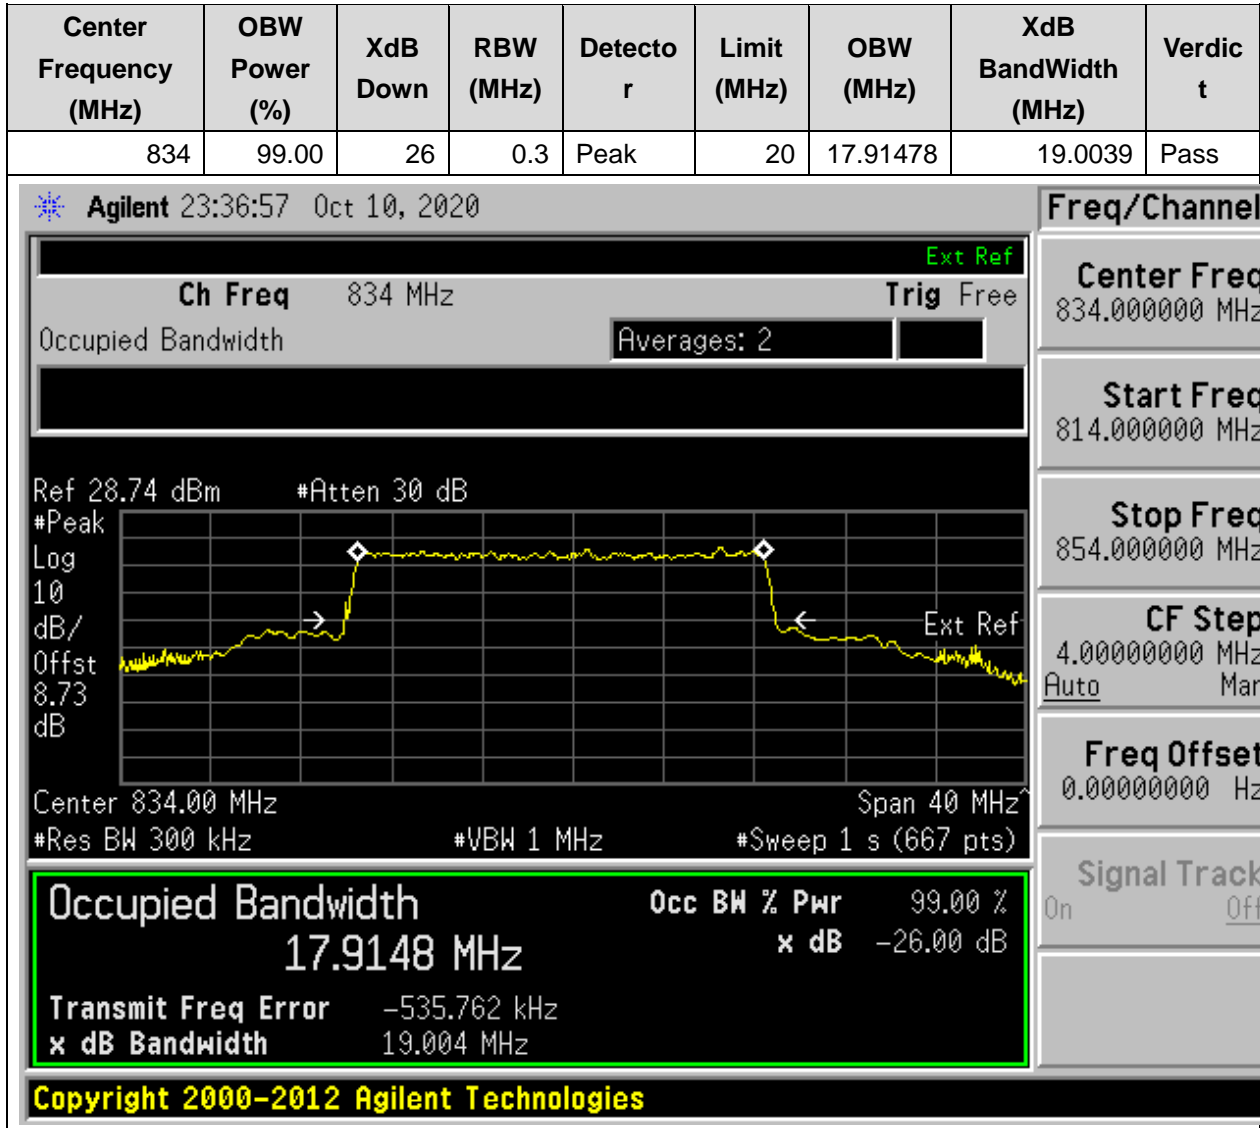 Center Frequency (MHz) OBW Power (%) XdB Down RBW (MHz) Detecto r Limit (MHz) OBW (MHz) XdB BandWidth (MHz) Verdic t
834 99.00 26 0.3 Peak 20 17.91478 19.0039 Pass
Agilent 23:36:57 Oct 10, 2020
Freq/Channel
Ext Ref
Ch Freq 834 MHz Trig Free
Occupied Bandwidth Averages: 2
Center Freq
834.000000 MHz
Start Freq
814.000000 MHz
Stop Freq
854.000000 MHz
CF Step
4.00000000 MHz
Auto Man
Freq Offset
0.00000000 Hz
Signal Track
On Off
Ref 28.74 dBm #Atten 30 dB
#Peak
Log
10
dB/
Offst
8.73
dB
Ext Ref
Center 834.00 MHz Span 40 MHz^
#Res BW 300 kHz #VBW 1 MHz #Sweep 1 s (667 pts)
Occupied Bandwidth
17.9148 MHz
Occ BW % Pwr 99.00 %
x dB -26.00 dB
Transmit Freq Error -535.762 kHz
x dB Bandwidth 19.004 MHz
Copyright 2000-2012 Agilent Technologies